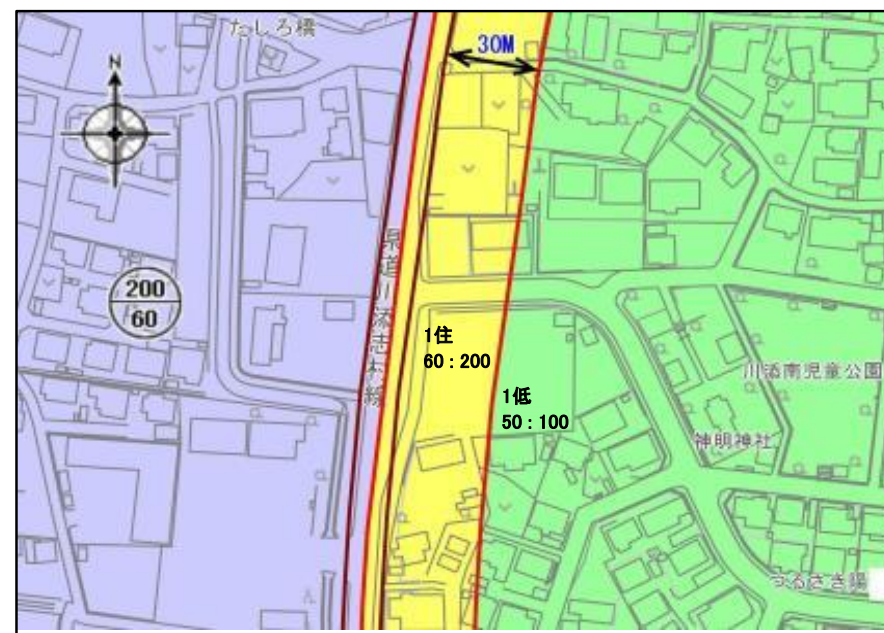 たしろ橋
30M
N
県道川添志村線
200
60
1住
60 : 200
1低
50 : 100
川添南児童公園
神明神社
つるさき陽